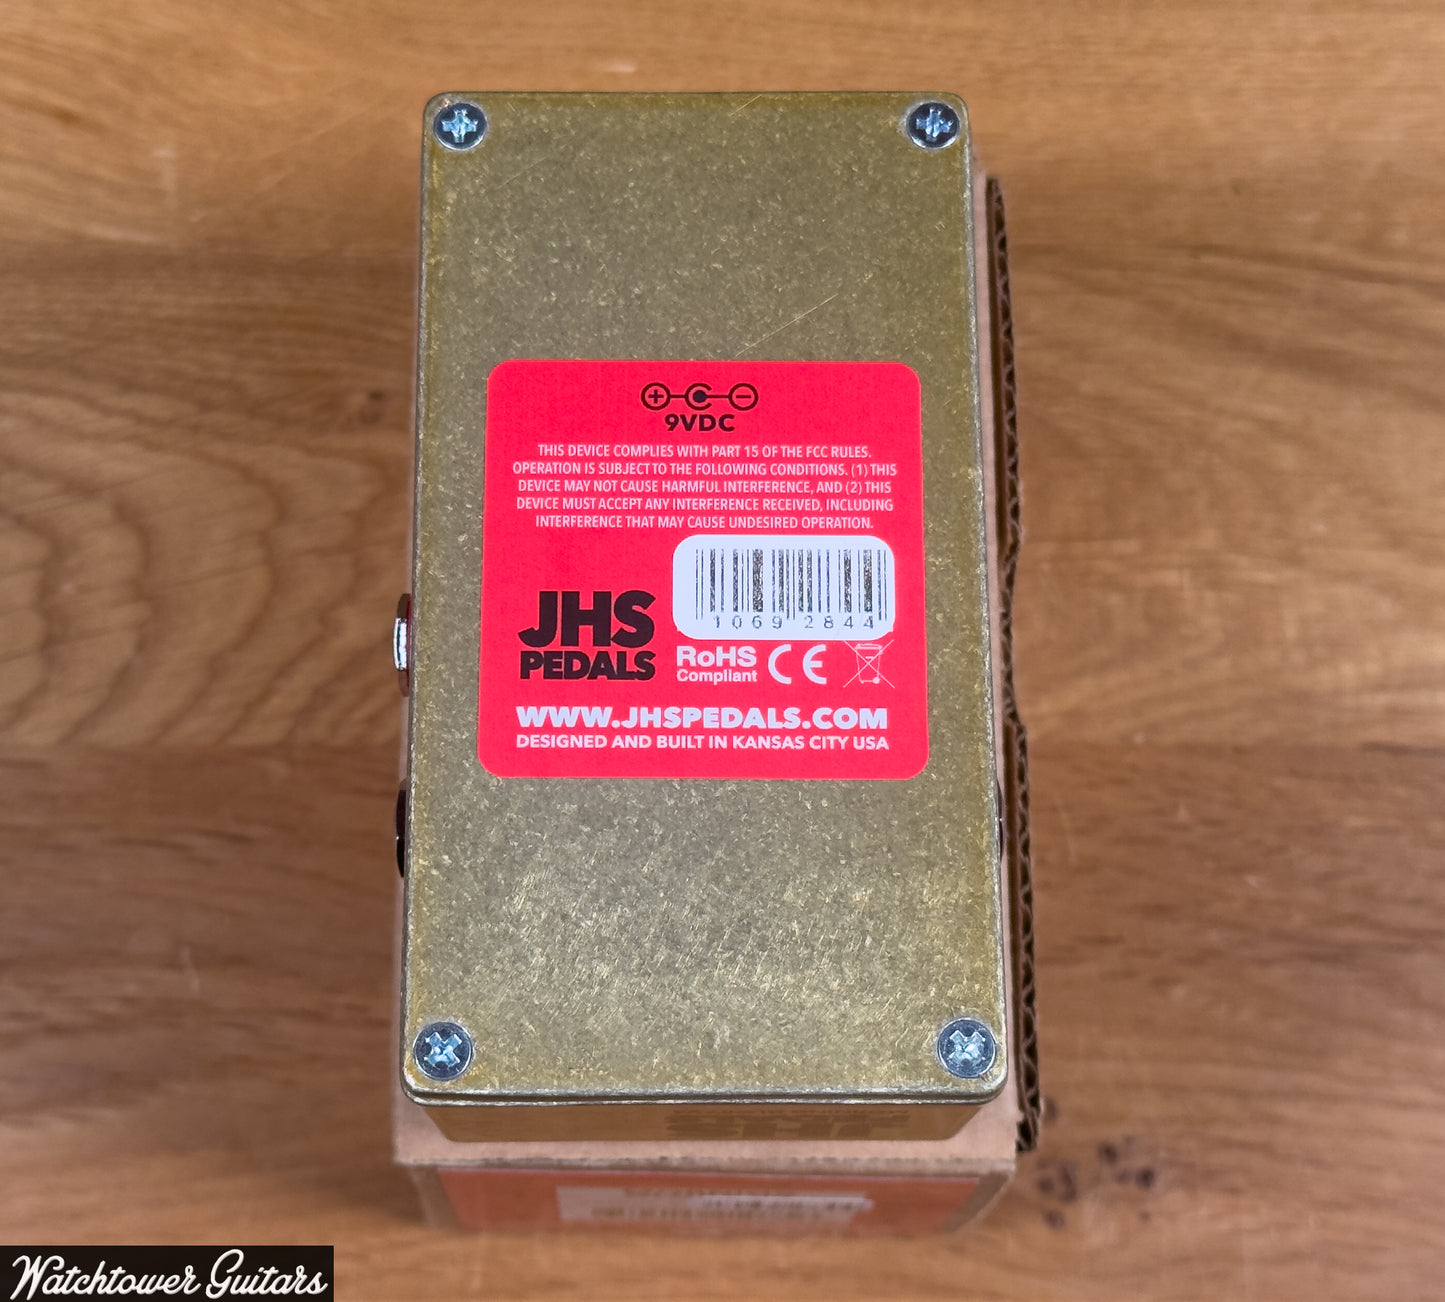 + −
9VDC
THIS DEVICE COMPLIES WITH PART 15 OF THE FCC RULES.
OPERATION IS SUBJECT TO THE FOLLOWING CONDITIONS. (1) THIS
DEVICE MAY NOT CAUSE HARMFUL INTERFERENCE, AND (2) THIS
DEVICE MUST ACCEPT ANY INTERFERENCE RECEIVED, INCLUDING
INTERFERENCE THAT MAY CAUSE UNDESIRED OPERATION.
1069 2844
JHS
PEDALS
RoHS
Compliant
CE
WWW.JHSPEDALS.COM
DESIGNED AND BUILT IN KANSAS CITY USA
Watchtower Guitars